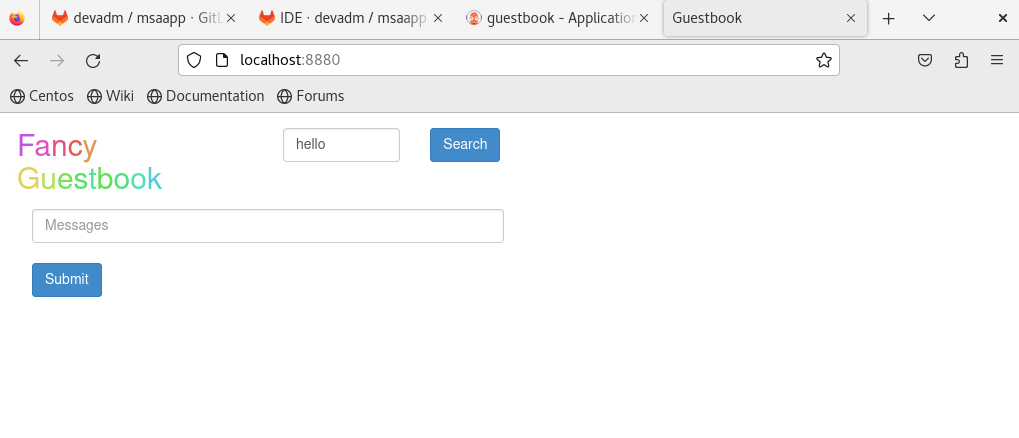 devadm / msaapp · GitL
IDE · devadm / msaapp
guestbook - Application
Guestbook
localhost:8880
Centos
Wiki
Documentation
Forums
Fancy
Guestbook
hello
Search
Messages
Submit